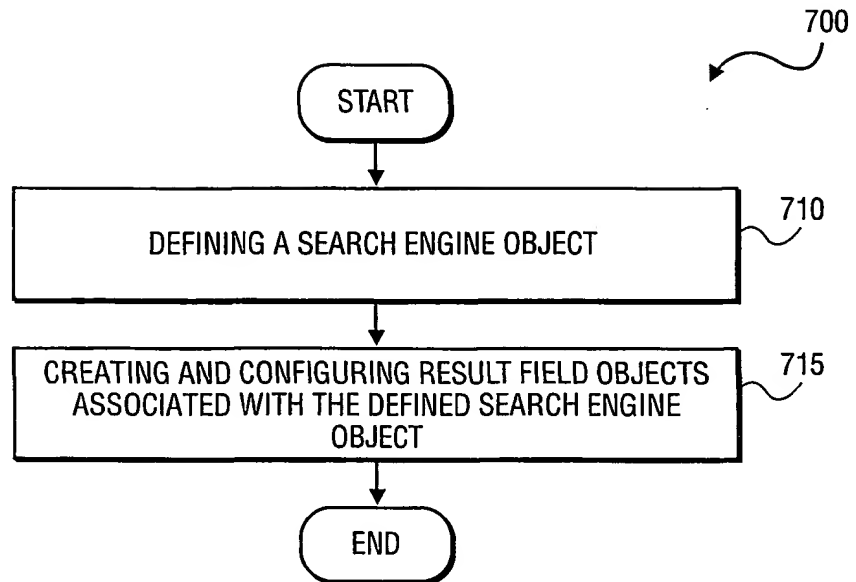 700
START
710
DEFINING A SEARCH ENGINE OBJECT
715
CREATING AND CONFIGURING RESULT FIELD OBJECTS
ASSOCIATED WITH THE DEFINED SEARCH ENGINE
OBJECT
END